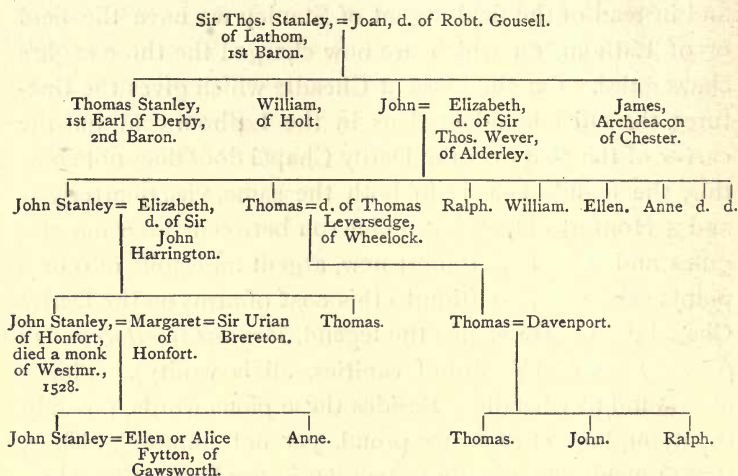 Sir Thos. Stanley, = Joan, d. of Robt. Gousell.
of Lathom,
1st Baron.
Thomas Stanley,
1st Earl of Derby,
2nd Baron.
William,
of Holt.
John =
Elizabeth,
d. of Sir
Thos. Wever,
of Alderley.
James,
Archdeacon
of Chester.
John Stanley = Elizabeth,
d. of Sir
John
Harrington.
Thomas = d. of Thomas
Leversedge,
of Wheelock.
Ralph. William. Ellen. Anne d. d.
John Stanley, = Margaret = Sir Urian
of Honfort,
died a monk
of Westmr.,
1528.
of
Honfort.
Brereton.
Thomas.
Thomas = Davenport.
John Stanley = Ellen or Alice
Fytton, of
Gawsworth.
Anne.
Thomas. John. Ralph.